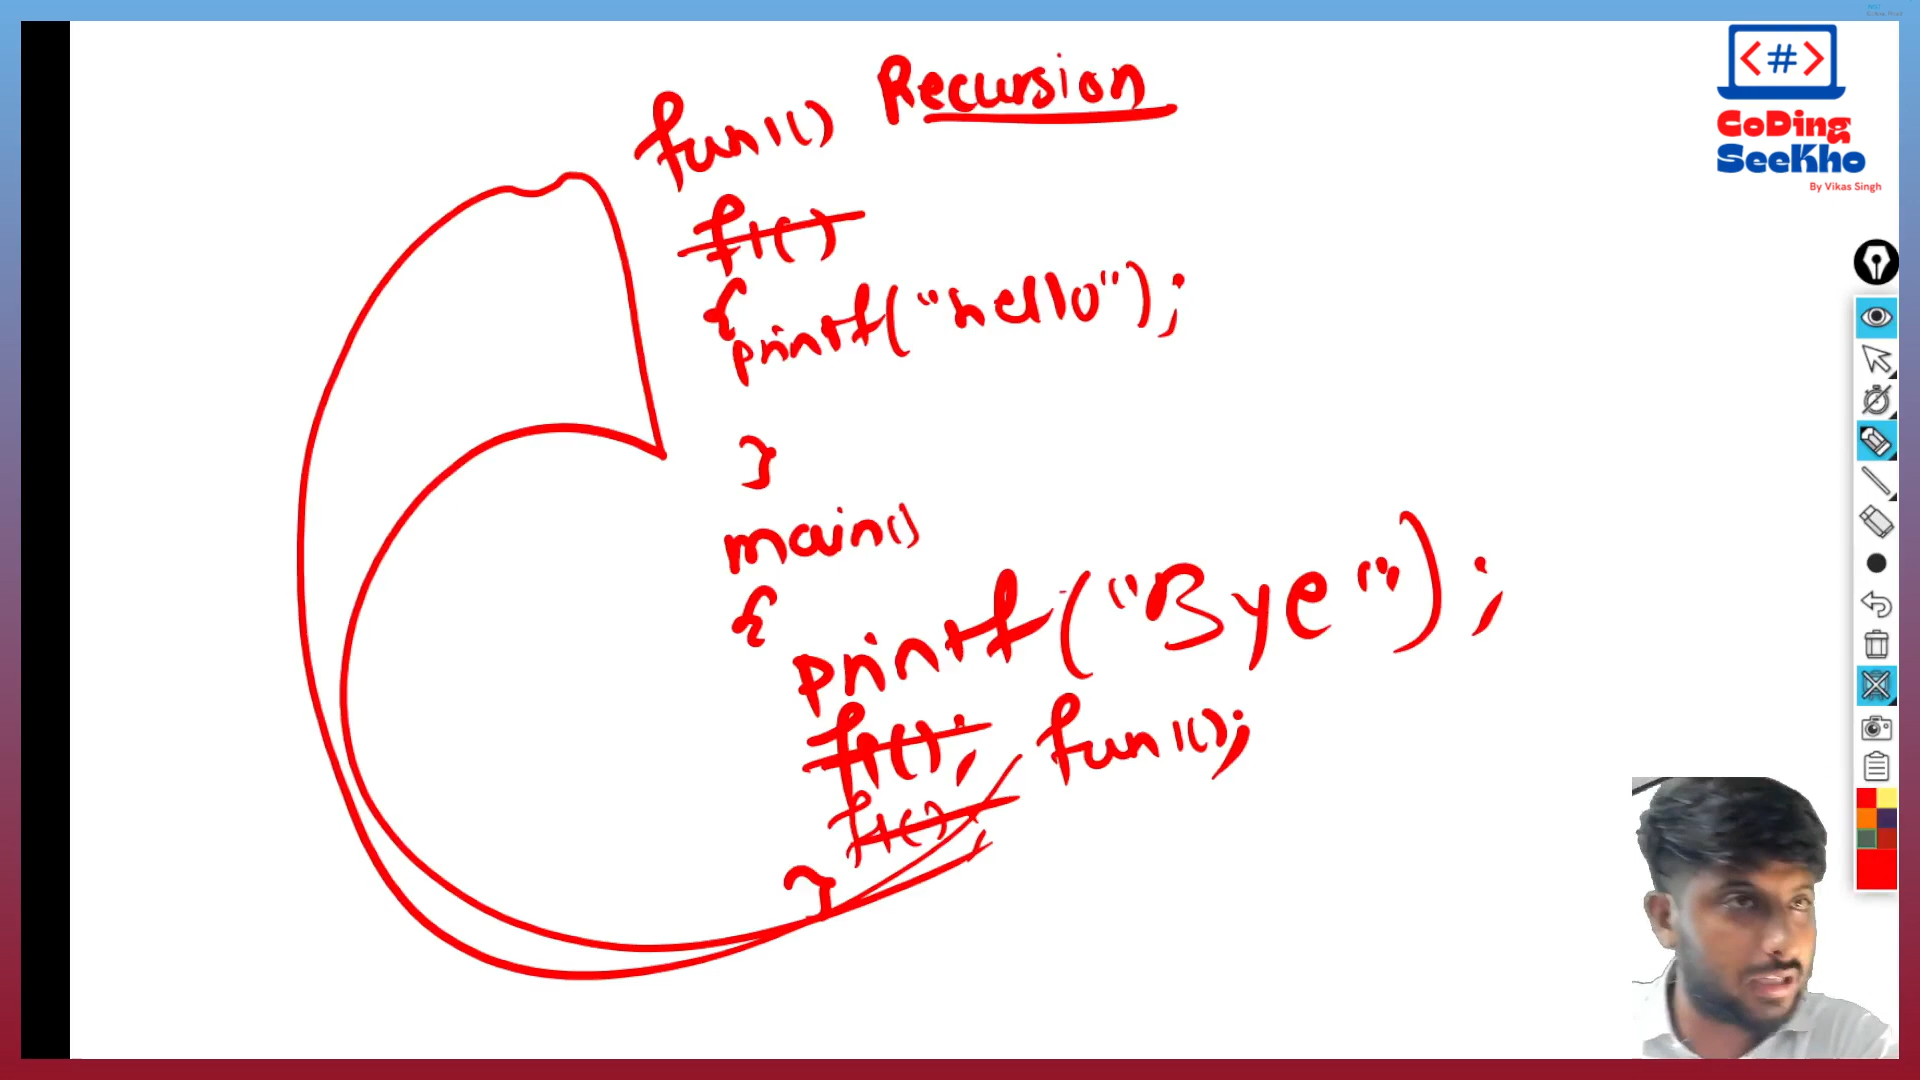 Recursion
fun1()
f1()
{
printf("hello");
}
main()
{
printf("Bye");
f1(); fun1();
f1();
}
<#>
CoDing
SeeKho
By Vikas Singh